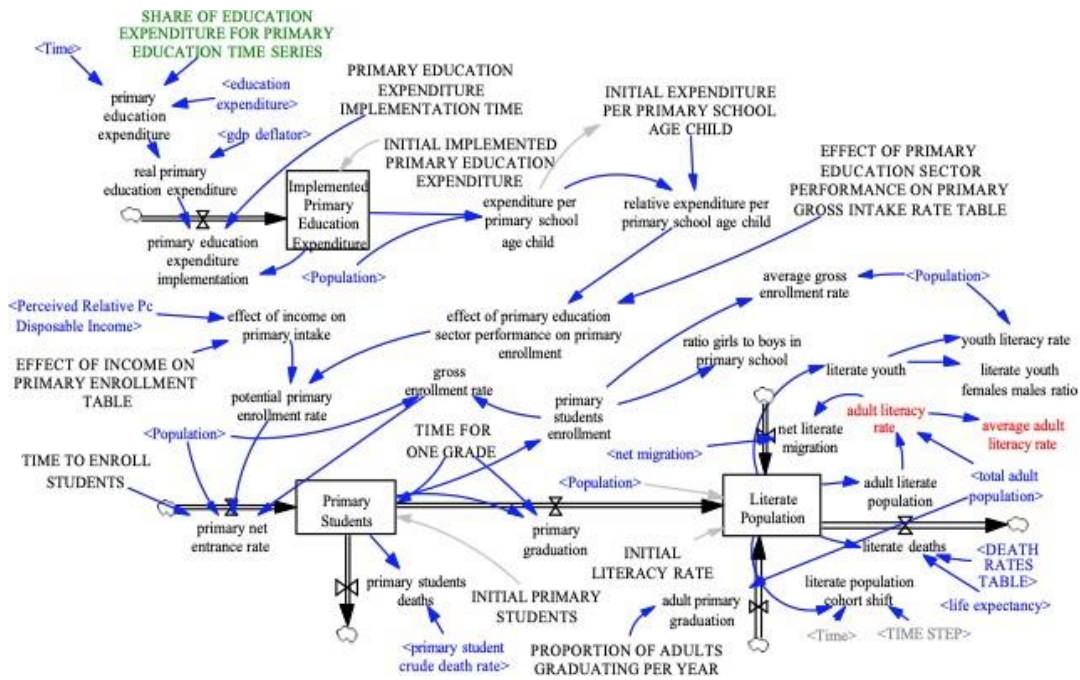 SHARE OF EDUCATION
EXPENDITURE FOR PRIMARY
EDUCATION TIME SERIES
<Time>
primary
education
expenditure
<education
expenditure>
<gdp deflator>
real primary
education expenditure
PRIMARY EDUCATION
EXPENDITURE
IMPLEMENTATION TIME
INITIAL IMPLEMENTED
PRIMARY EDUCATION
EXPENDITURE
Implemented
Primary
Education
Expenditure
primary education
expenditure
implementation
<Population>
expenditure per
primary school
age child
INITIAL EXPENDITURE
PER PRIMARY SCHOOL
AGE CHILD
relative expenditure per
primary school age child
EFFECT OF PRIMARY
EDUCATION SECTOR
PERFORMANCE ON PRIMARY
GROSS INTAKE RATE TABLE
<Perceived Relative Pc
Disposable Income>
effect of income on
primary intake
EFFECT OF INCOME ON
PRIMARY ENROLLMENT
TABLE
potential primary
enrollment rate
effect of primary education
sector performance on primary
enrollment
gross
enrollment rate
primary
students
enrollment
average gross
enrollment rate
<Population>
ratio girls to boys in
primary school
literate youth
youth literacy rate
literate youth
females males ratio
<Population>
TIME TO ENROLL
STUDENTS
primary net
entrance rate
Primary
Students
TIME FOR
ONE GRADE
primary
graduation
primary students
deaths
INITIAL PRIMARY
STUDENTS
<primary student
crude death rate>
<net migration>
net literate
migration
adult literacy
rate
average adult
literacy rate
<Population>
Literate
Population
adult literate
population
<total adult
population>
INITIAL
LITERACY RATE
literate deaths
<DEATH
RATES
TABLE>
<life expectancy>
literate population
cohort shift
<Time>
<TIME STEP>
adult primary
graduation
PROPORTION OF ADULTS
GRADUATING PER YEAR